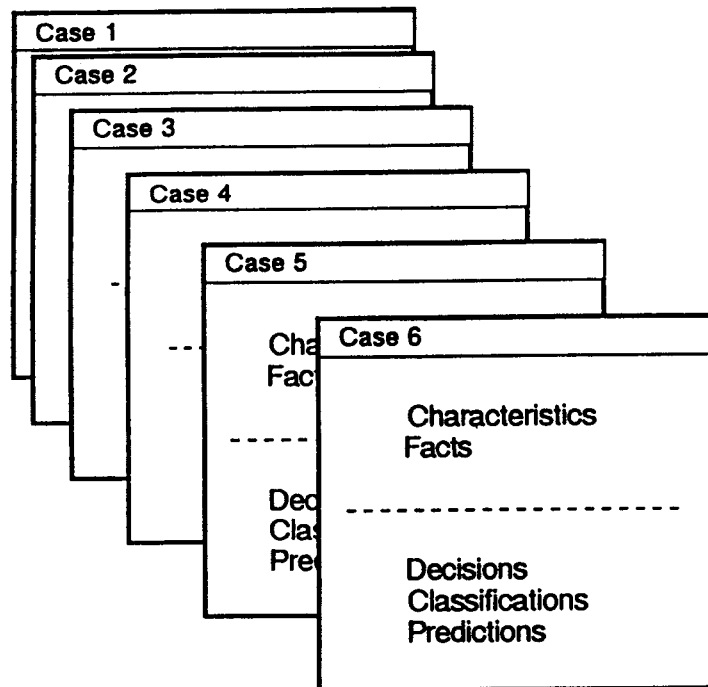 Case 1
Case 2
Case 3
Case 4
Case 5
Cha
Fac
Dec
Clas
Pre
Case 6
Characteristics
Facts
Decisions
Classifications
Predictions